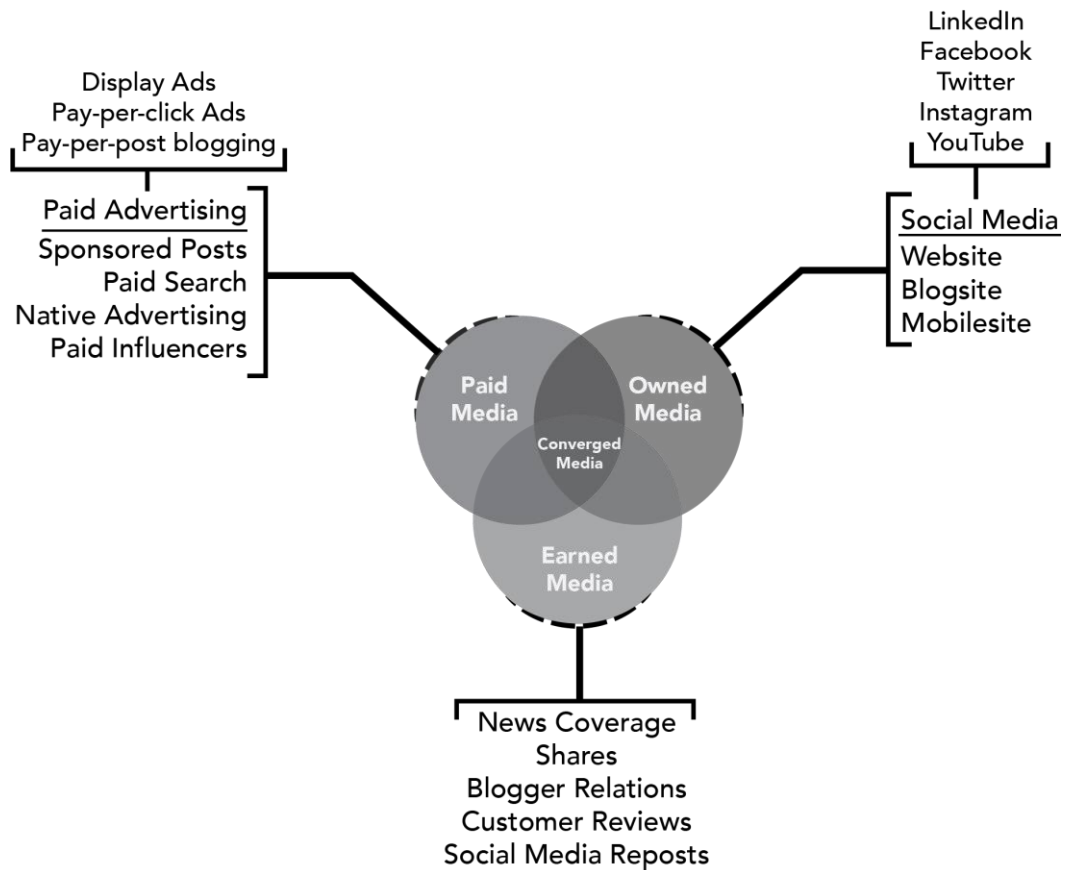 Display Ads
Pay-per-click Ads
Pay-per-post blogging
Paid Advertising
Sponsored Posts
Paid Search
Native Advertising
Paid Influencers
LinkedIn
Facebook
Twitter
Instagram
YouTube
Social Media
Website
Blogsite
Mobilesite
Paid
Media
Owned
Media
Converged
Media
Earned
Media
News Coverage
Shares
Blogger Relations
Customer Reviews
Social Media Reposts